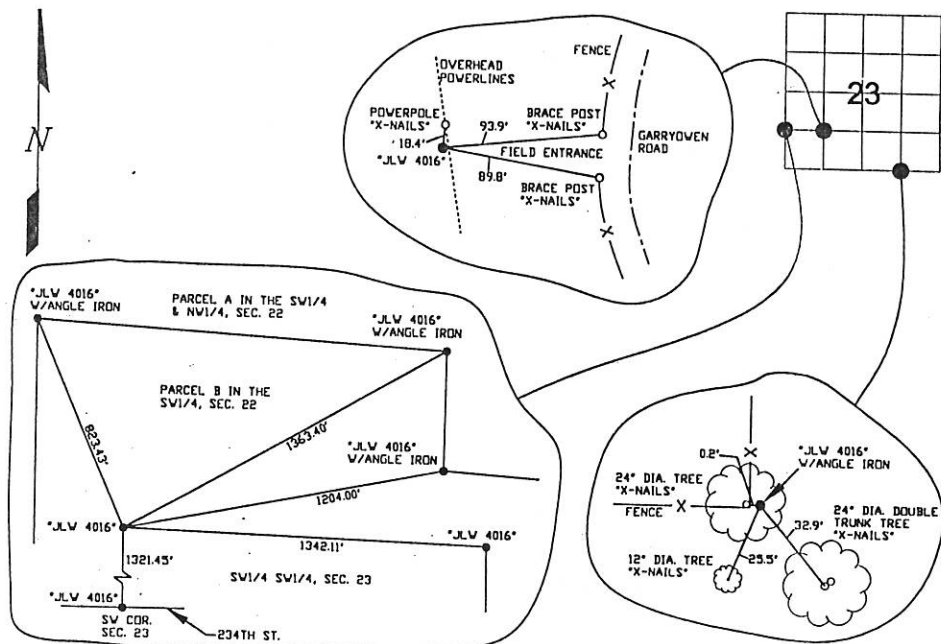 N
OVERHEAD
POWERLINES
FENCE
X
POWERPOLE
"X-NAILS"
18.4'
"JLW 4016"
93.9'
BRACE POST
"X-NAILS"
FIELD ENTRANCE
89.8'
BRACE POST
"X-NAILS"
X
GARRYOWEN
ROAD
23
"JLW 4016"
W/ANGLE IRON
PARCEL A IN THE SW1/4
& NW1/4, SEC. 22
"JLW 4016"
W/ANGLE IRON
PARCEL B IN THE
SW1/4, SEC. 22
823.43'
1363.40'
"JLW 4016"
W/ANGLE IRON
1204.00'
"JLW 4016"
1342.11'
"JLW 4016"
1321.45'
SW1/4 SW1/4, SEC. 23
"JLW 4016"
SW COR.
SEC. 23
234TH ST.
0.2'
X
"JLW 4016"
W/ANGLE IRON
24" DIA. TREE
"X-NAILS"
X
FENCE
24" DIA. DOUBLE
TRUNK TREE
"X-NAILS"
32.9'
12" DIA. TREE
"X-NAILS"
25.5'